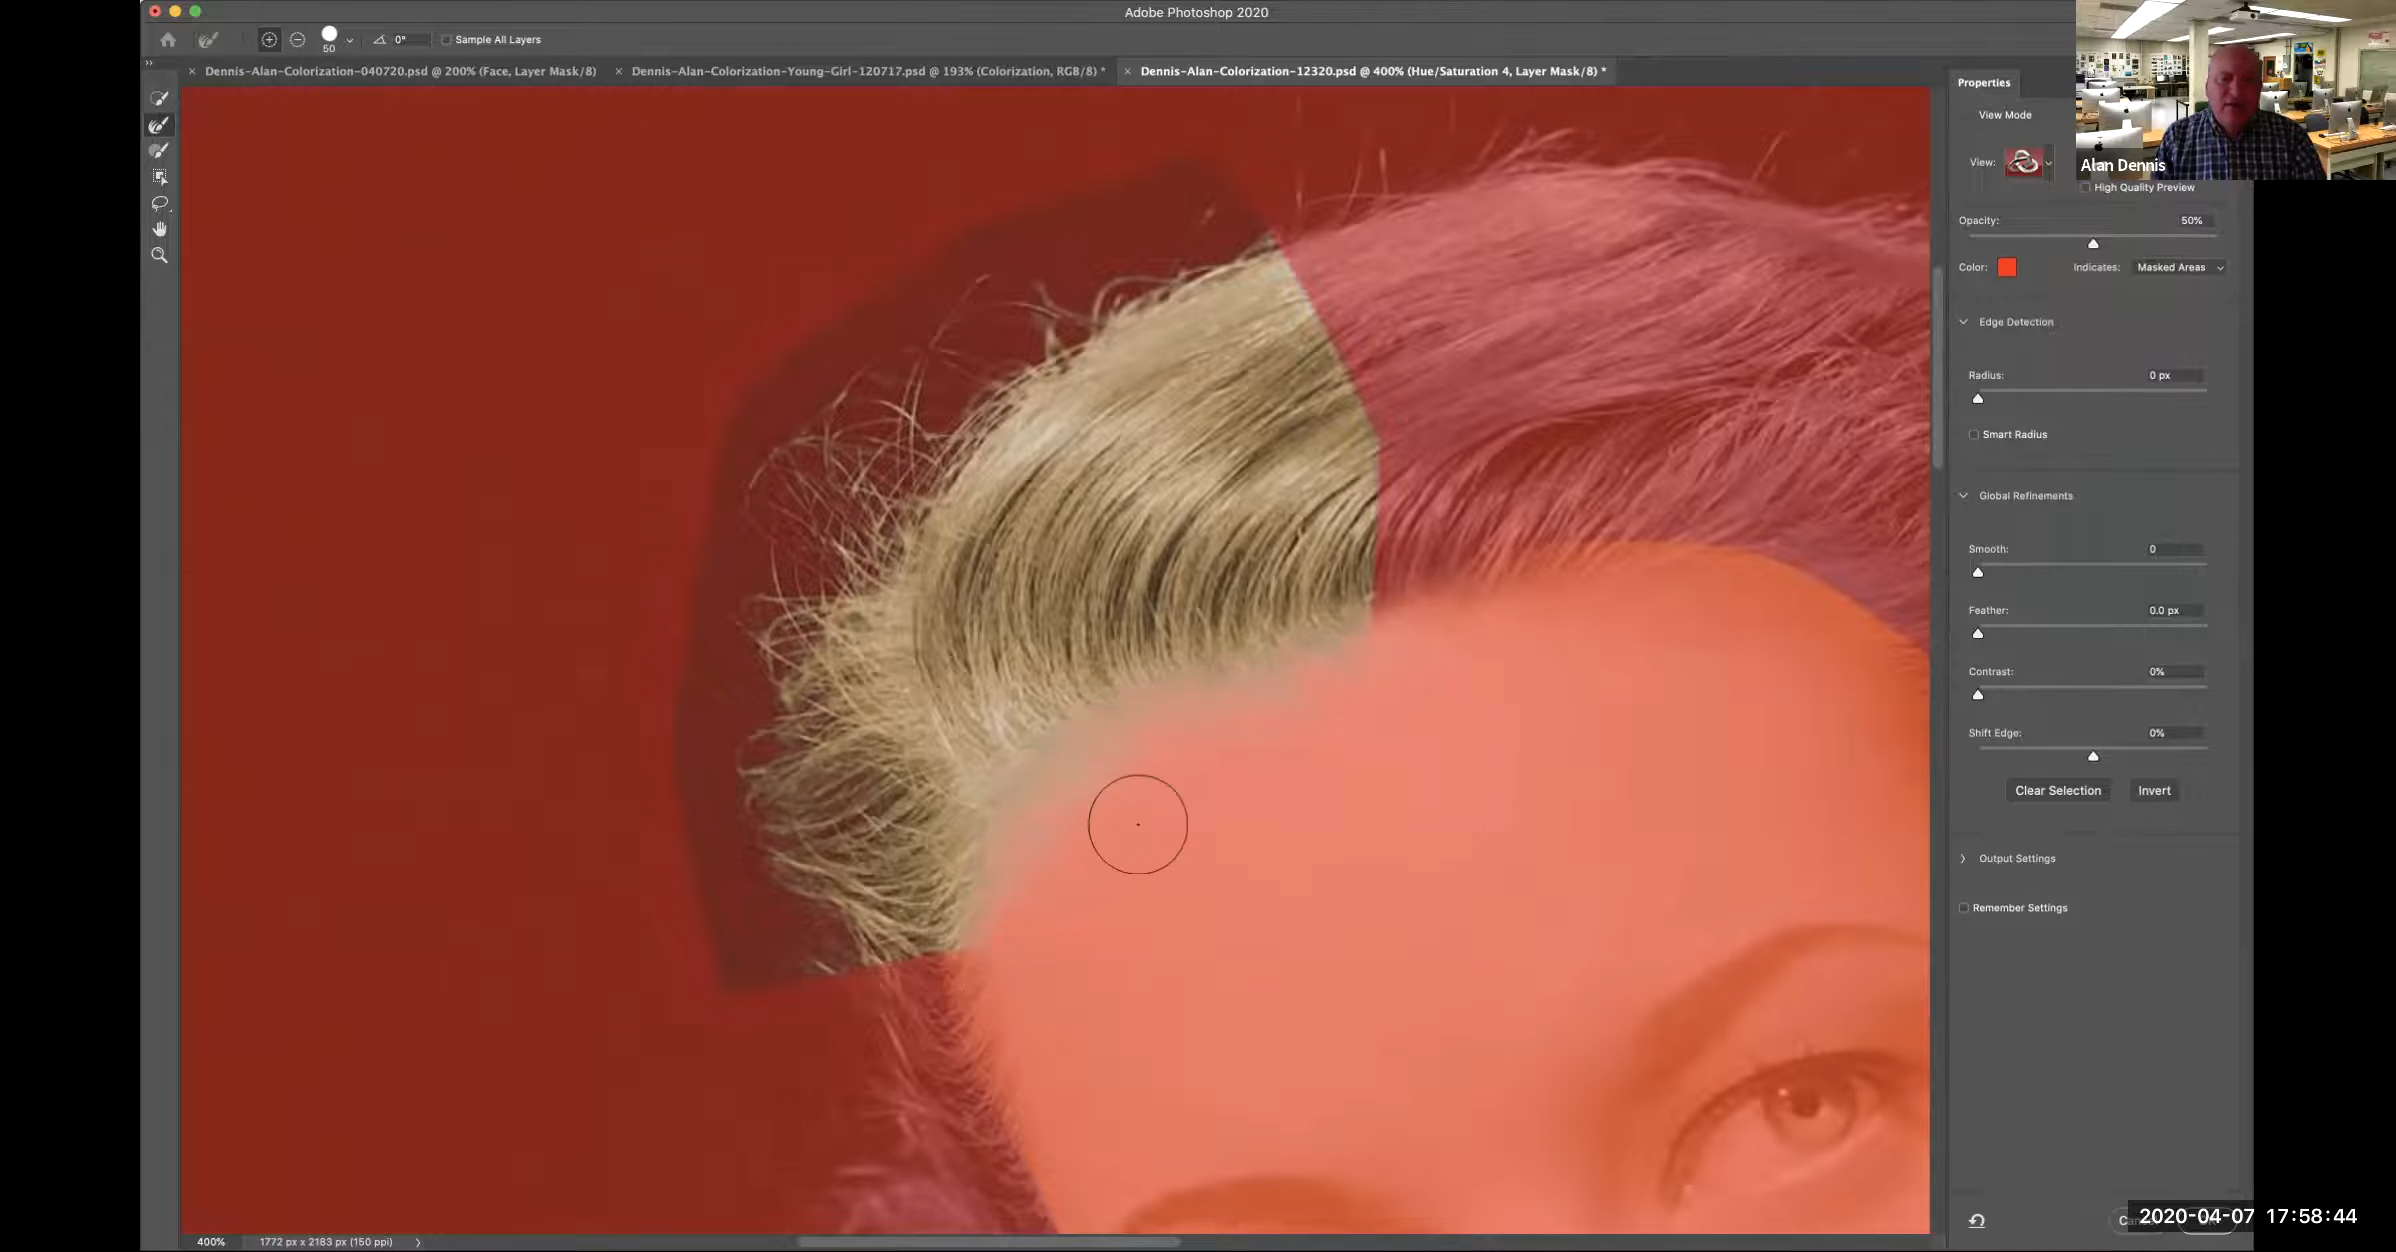 Adobe Photoshop 2020
50
0°
Sample All Layers
Dennis-Alan-Colorization-040720.psd @ 200% (Face, Layer Mask/8)
Dennis-Alan-Colorization-Young-Girl-120717.psd @ 193% (Colorization, RGB/8) *
Dennis-Alan-Colorization-12320.psd @ 400% (Hue/Saturation 4, Layer Mask/8) *
Properties
View Mode
View:
Alan Dennis
High Quality Preview
Opacity: 50%
Color:
Indicates: Masked Areas
Edge Detection
Radius: 0 px
Smart Radius
Global Refinements
Smooth: 0
Feather: 0.0 px
Contrast: 0%
Shift Edge: 0%
Clear Selection Invert
Output Settings
Remember Settings
2020-04-07 17:58:44
400% 1772 px x 2183 px (150 ppi)